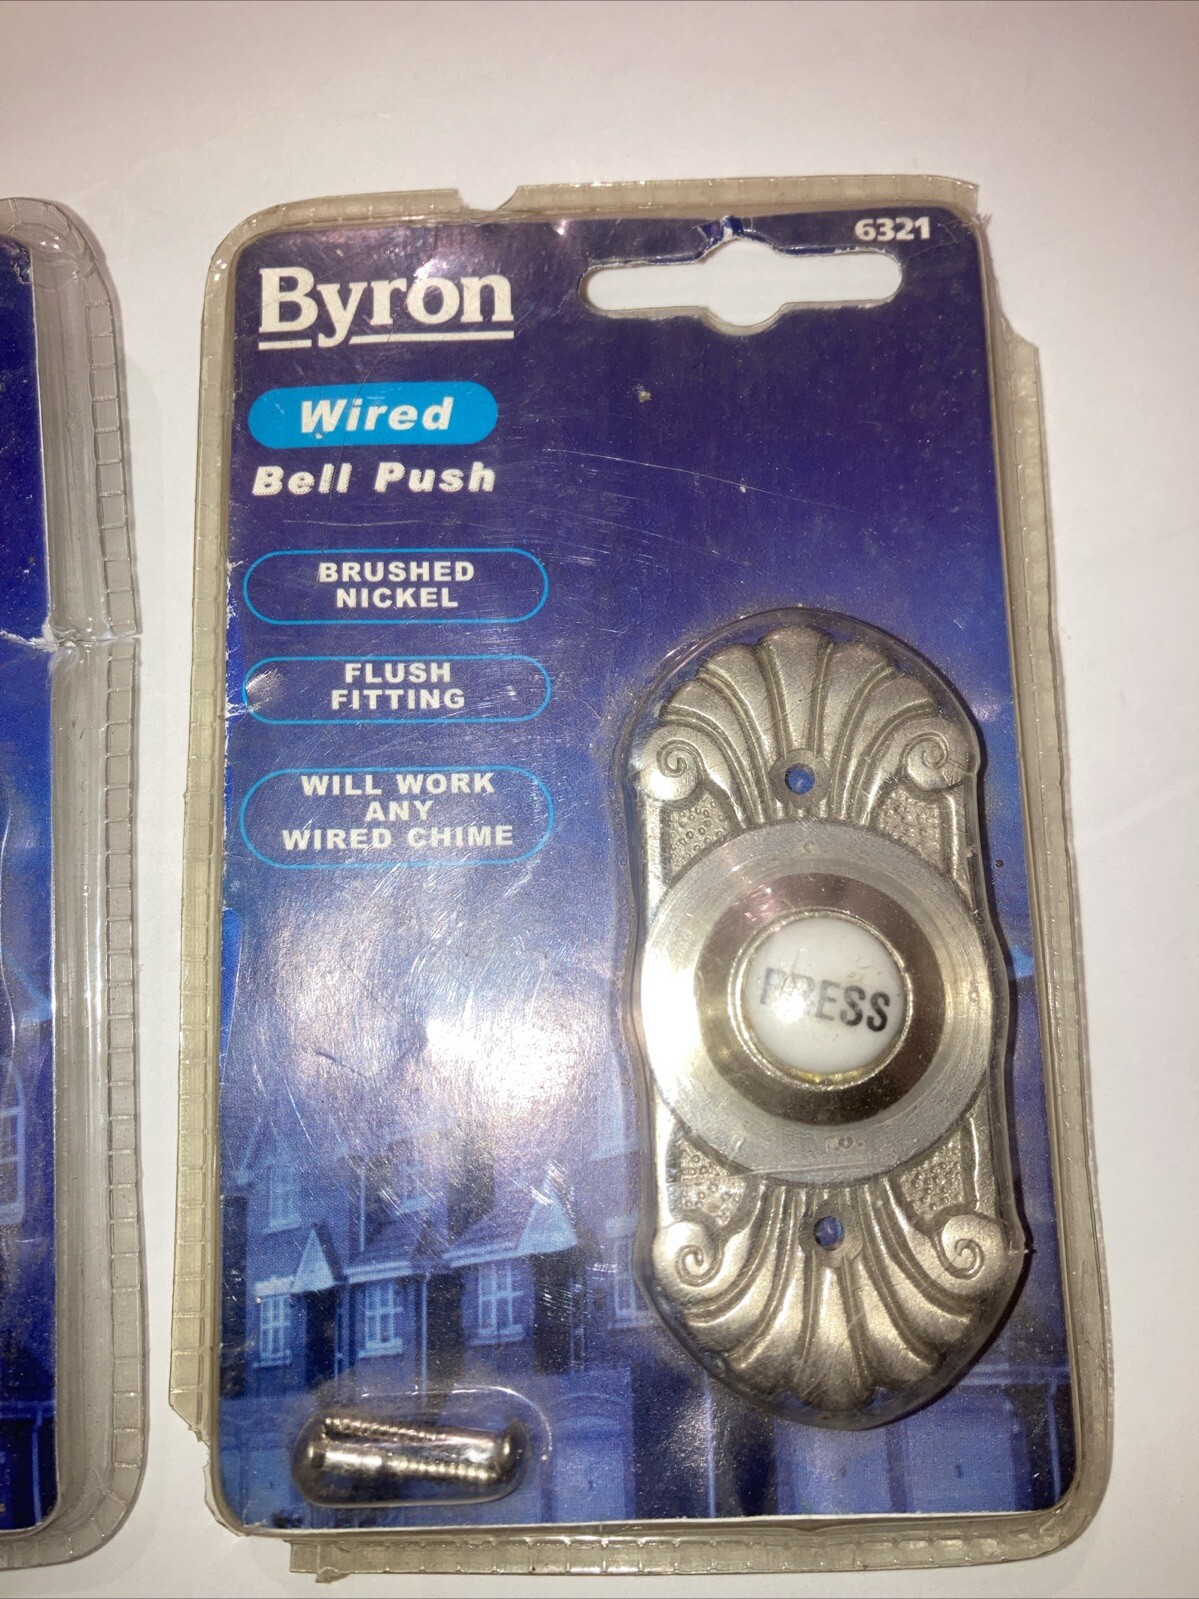 6321
Byron
Wired
Bell Push
BRUSHED
NICKEL
FLUSH
FITTING
WILL WORK
ANY
WIRED CHIME
PRESS